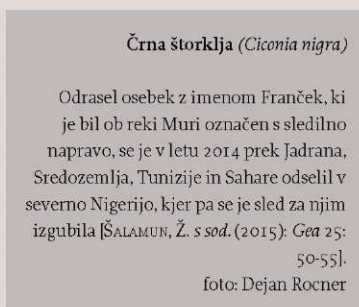 Črna štorklja (Ciconia nigra)
Odrasel osebek z imenom Franček, ki
je bil ob reki Muri označen s sledilno
napravo, se je v letu 2014 prek Jadrana,
Sredozemlja, Tunizije in Sahare odselil v
severno Nigerijo, kjer pa se je sled za njim
izgubila [Šalamun, Ž. s sod. (2015): Gea 25:
50-55].
foto: Dejan Rocner